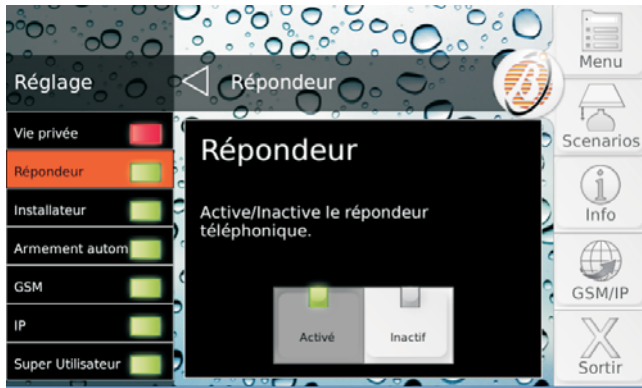 Réglage
Répondeur
Menu
Scenarios
Info
GSM/IP
Sortir
Vie privée
Répondeur
Installateur
Armement autom
GSM
IP
Super Utilisateur
Répondeur
Active/Inactive le répondeur
téléphonique.
Activé
Inactif